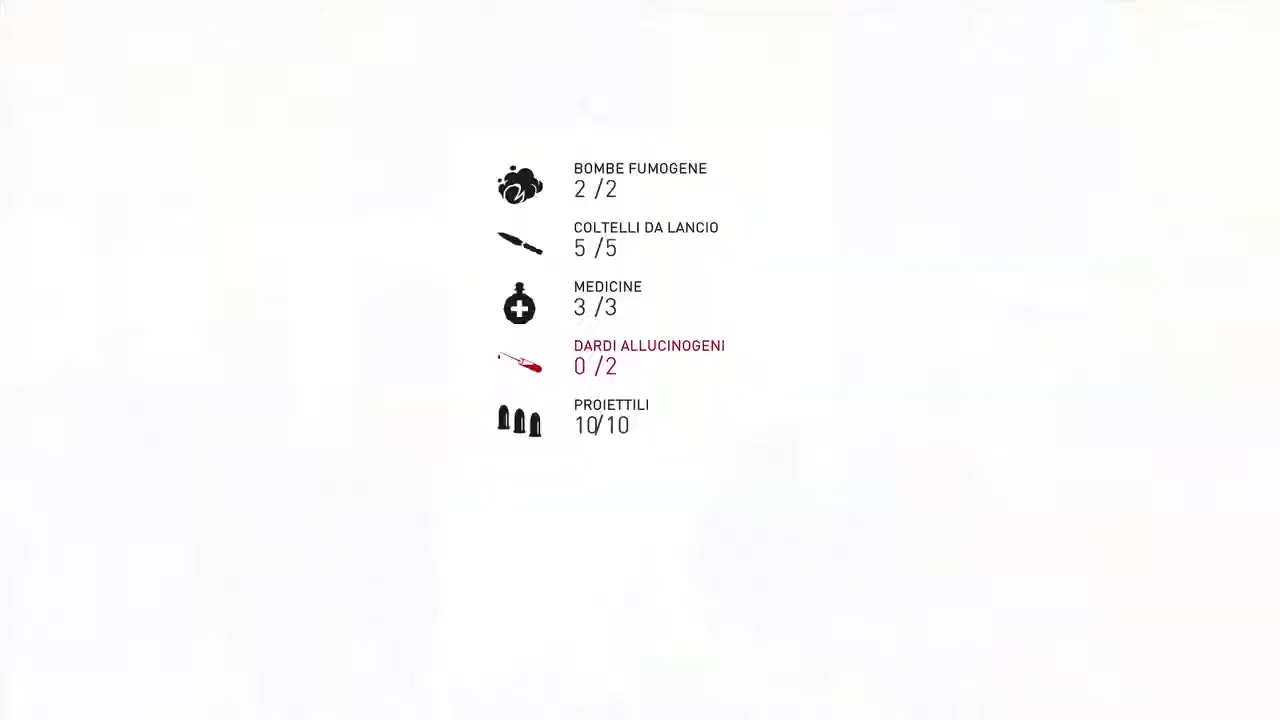 BOMBE FUMOGENE
2 /2
COLTELLI DA LANCIO
5 /5
MEDICINE
3 /3
DARDI ALLUCINOGENI
0 /2
PROIETTILI
10/10